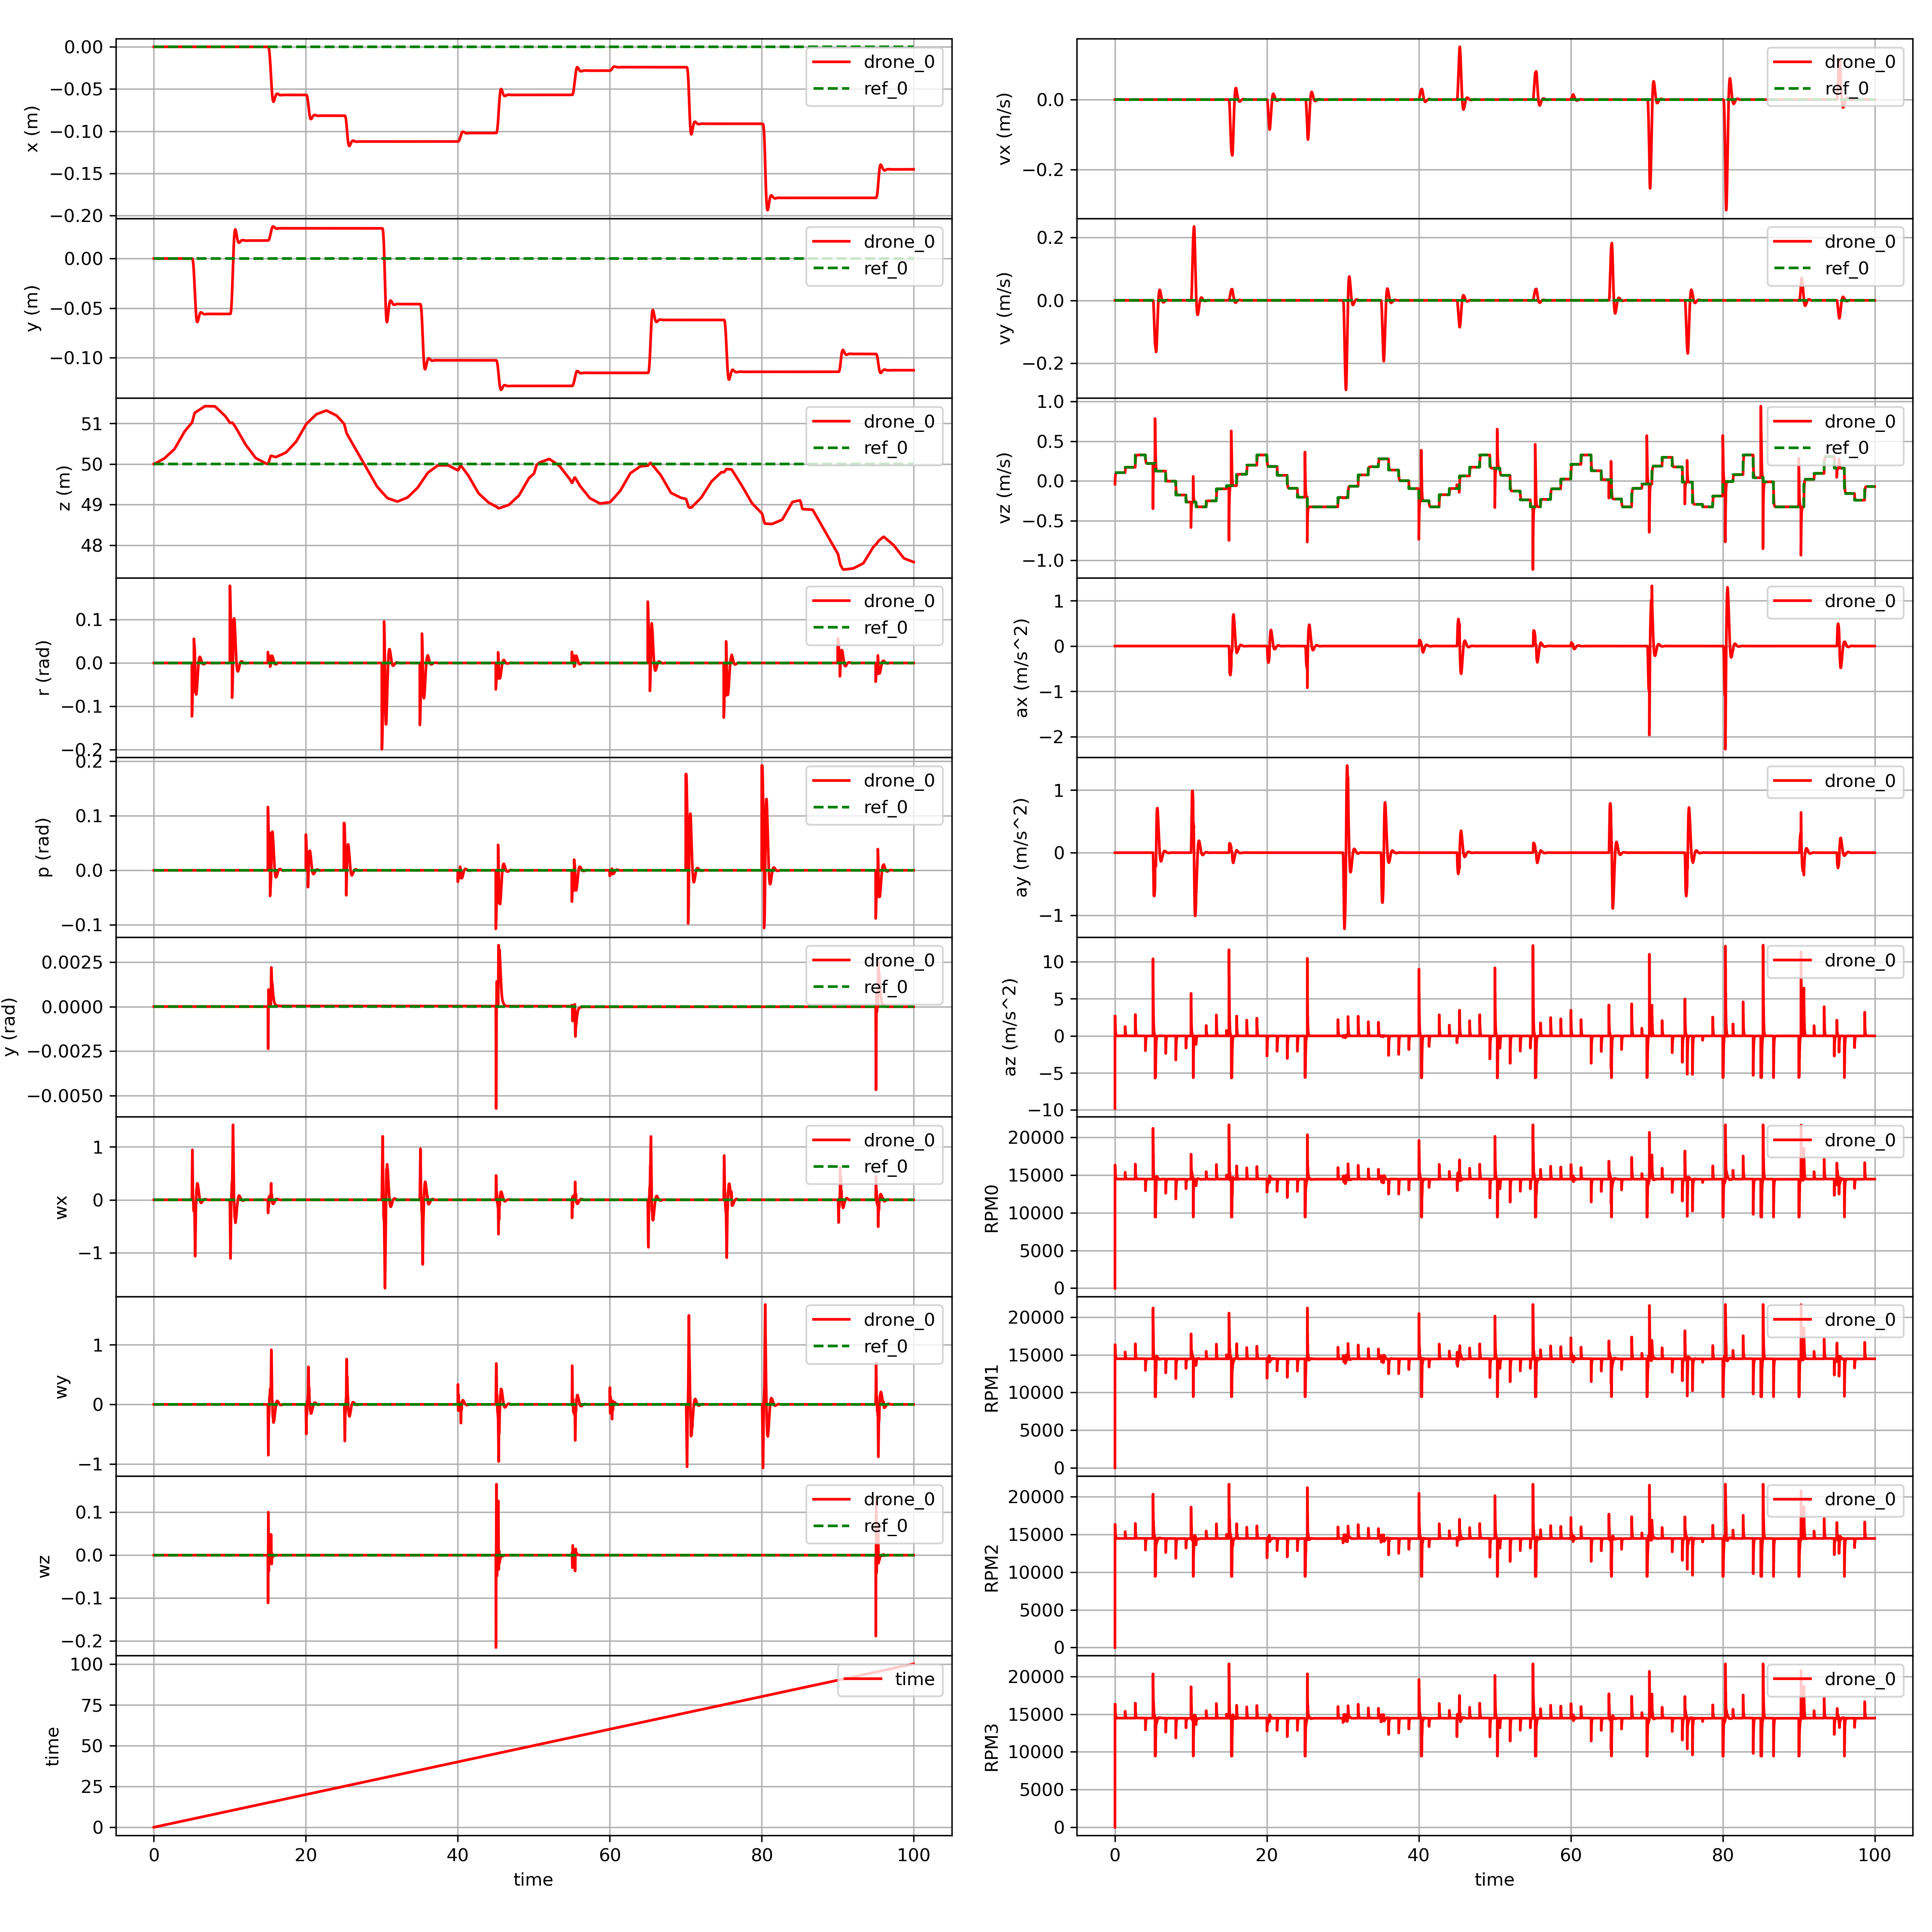 0.00
−0.05
−0.10
−0.15
−0.20
x (m)
drone_0
ref_0
0.00
−0.05
−0.10
y (m)
drone_0
ref_0
51
50
49
48
z (m)
drone_0
ref_0
0.1
0.0
−0.1
−0.2
r (rad)
drone_0
ref_0
0.2
0.1
0.0
−0.1
p (rad)
drone_0
ref_0
0.0025
0.0000
−0.0025
−0.0050
y (rad)
drone_0
ref_0
1
0
−1
wx
drone_0
ref_0
1
0
−1
wy
drone_0
ref_0
0.1
0.0
−0.1
−0.2
wz
drone_0
ref_0
100
75
50
25
0
time
time
0 20 40 60 80 100
time
0.0
−0.2
vx (m/s)
drone_0
ref_0
0.2
0.0
−0.2
vy (m/s)
drone_0
ref_0
1.0
0.5
0.0
−0.5
−1.0
vz (m/s)
drone_0
ref_0
1
0
−1
−2
ax (m/s^2)
drone_0
1
0
−1
ay (m/s^2)
drone_0
10
5
0
−5
−10
az (m/s^2)
drone_0
20000
15000
10000
5000
0
RPM0
drone_0
20000
15000
10000
5000
0
RPM1
drone_0
20000
15000
10000
5000
0
RPM2
drone_0
20000
15000
10000
5000
0
RPM3
drone_0
0 20 40 60 80 100
time